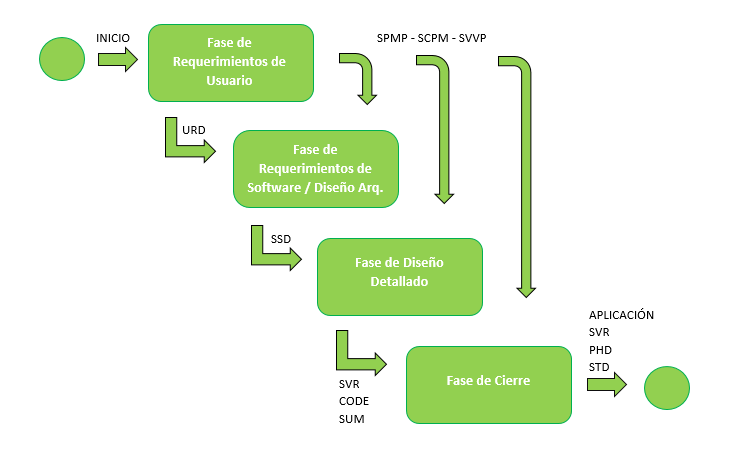 INICIO
Fase de
Requerimientos de
Usuario
SPMP - SCPM - SVVP
URD
Fase de
Requerimientos de
Software / Diseño Arq.
SSD
Fase de Diseño
Detallado
SVR
CODE
SUM
Fase de Cierre
APLICACIÓN
SVR
PHD
STD